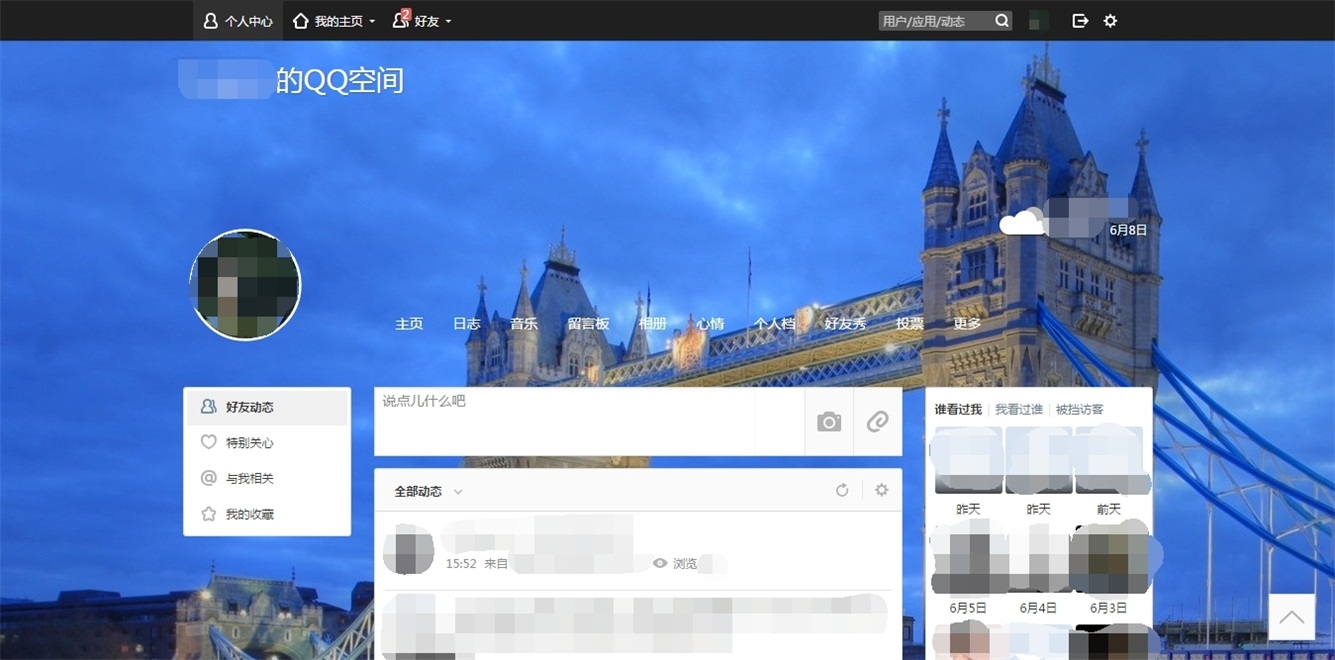 个人中心 我的主页 2 好友 用户/应用/动态
的QQ空间
6月8日
主页 日志 音乐 留言板 相册 心情 个人档 好友秀 投票 更多
好友动态
特别关心
@ 与我相关
我的收藏
说点儿什么吧
全部动态
15:52 来自 浏览
谁看过我 我看过谁 被挡访客
昨天 昨天 前天
6月5日 6月4日 6月3日